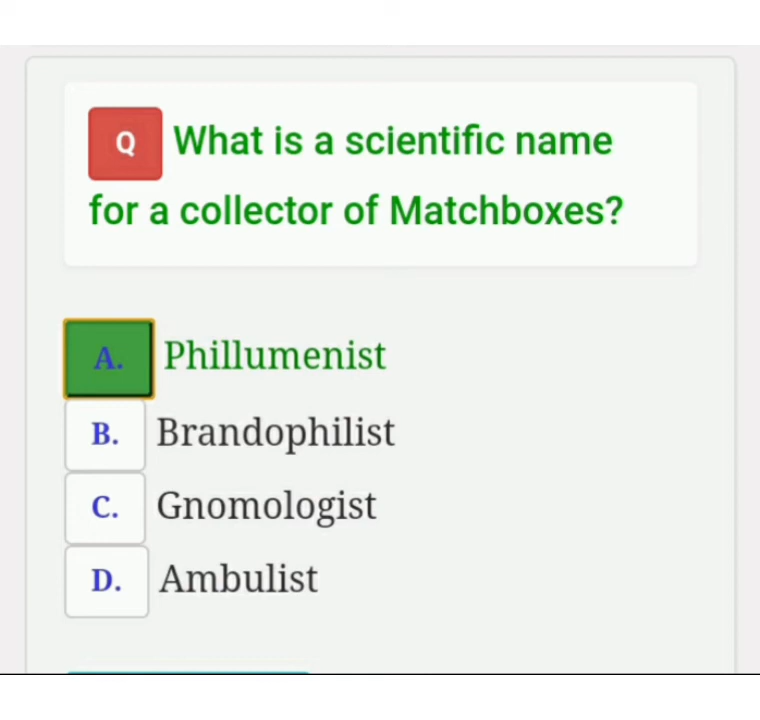 Q What is a scientific name
for a collector of Matchboxes?
A. Phillumenist
B. Brandophilist
C. Gnomologist
D. Ambulist